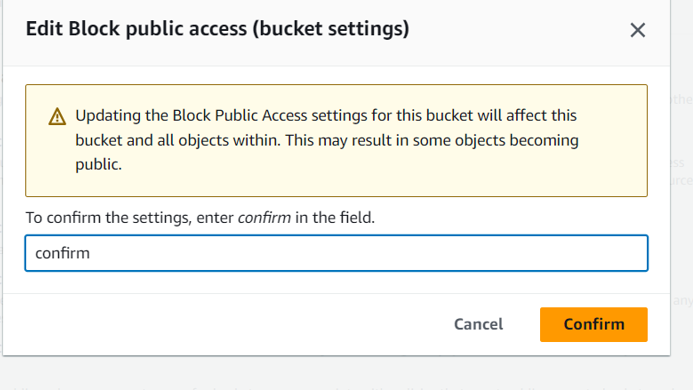 Edit Block public access (bucket settings)
Updating the Block Public Access settings for this bucket will affect this
bucket and all objects within. This may result in some objects becoming
public.
To confirm the settings, enter confirm in the field.
confirm
Cancel
Confirm
any